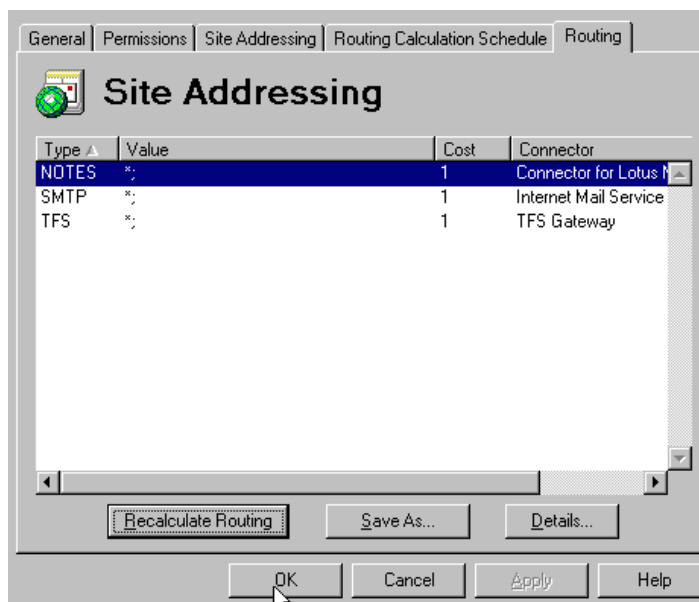 General Permissions Site Addressing Routing Calculation Schedule Routing
Site Addressing
Type Value Cost Connector
NOTES *; 1 Connector for Lotus
SMTP *; 1 Internet Mail Service
TFS *; 1 TFS Gateway
Recalculate Routing Save As... Details...
OK Cancel Apply Help